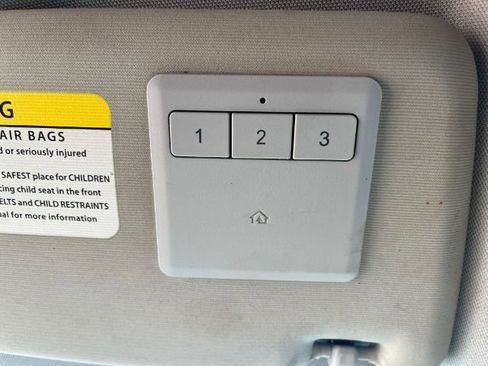 G
AIR BAGS
d or seriously injured
SAFEST place for CHILDREN
cing child seat in the front
ELTS and CHILD RESTRAINTS
ual for more information
1 2 3